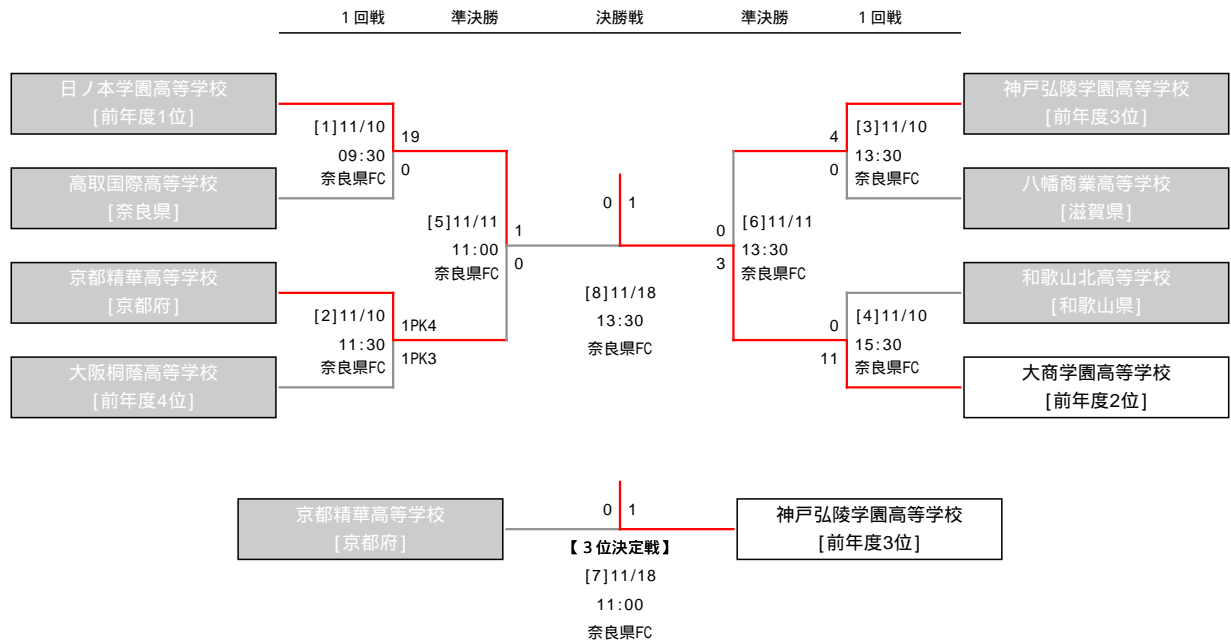 1回戦 準決勝 決勝戦 準決勝 1回戦
日ノ本学園高等学校
[前年度1位]
[1]11/10
09:30
奈良県FC
19
0
高取国際高等学校
[奈良県]
[5]11/11
11:00
奈良県FC
1
0
京都精華高等学校
[京都府]
[2]11/10
11:30
奈良県FC
1PK4
1PK3
大阪桐蔭高等学校
[前年度4位]
0 1
[8]11/18
13:30
奈良県FC
神戸弘陵学園高等学校
[前年度3位]
4
0
[3]11/10
13:30
奈良県FC
八幡商業高等学校
[滋賀県]
0
3
[6]11/11
13:30
奈良県FC
和歌山北高等学校
[和歌山県]
0
11
[4]11/10
15:30
奈良県FC
大商学園高等学校
[前年度2位]
京都精華高等学校
[京都府]
0 1
神戸弘陵学園高等学校
[前年度3位]
【3位決定戦】
[7]11/18
11:00
奈良県FC